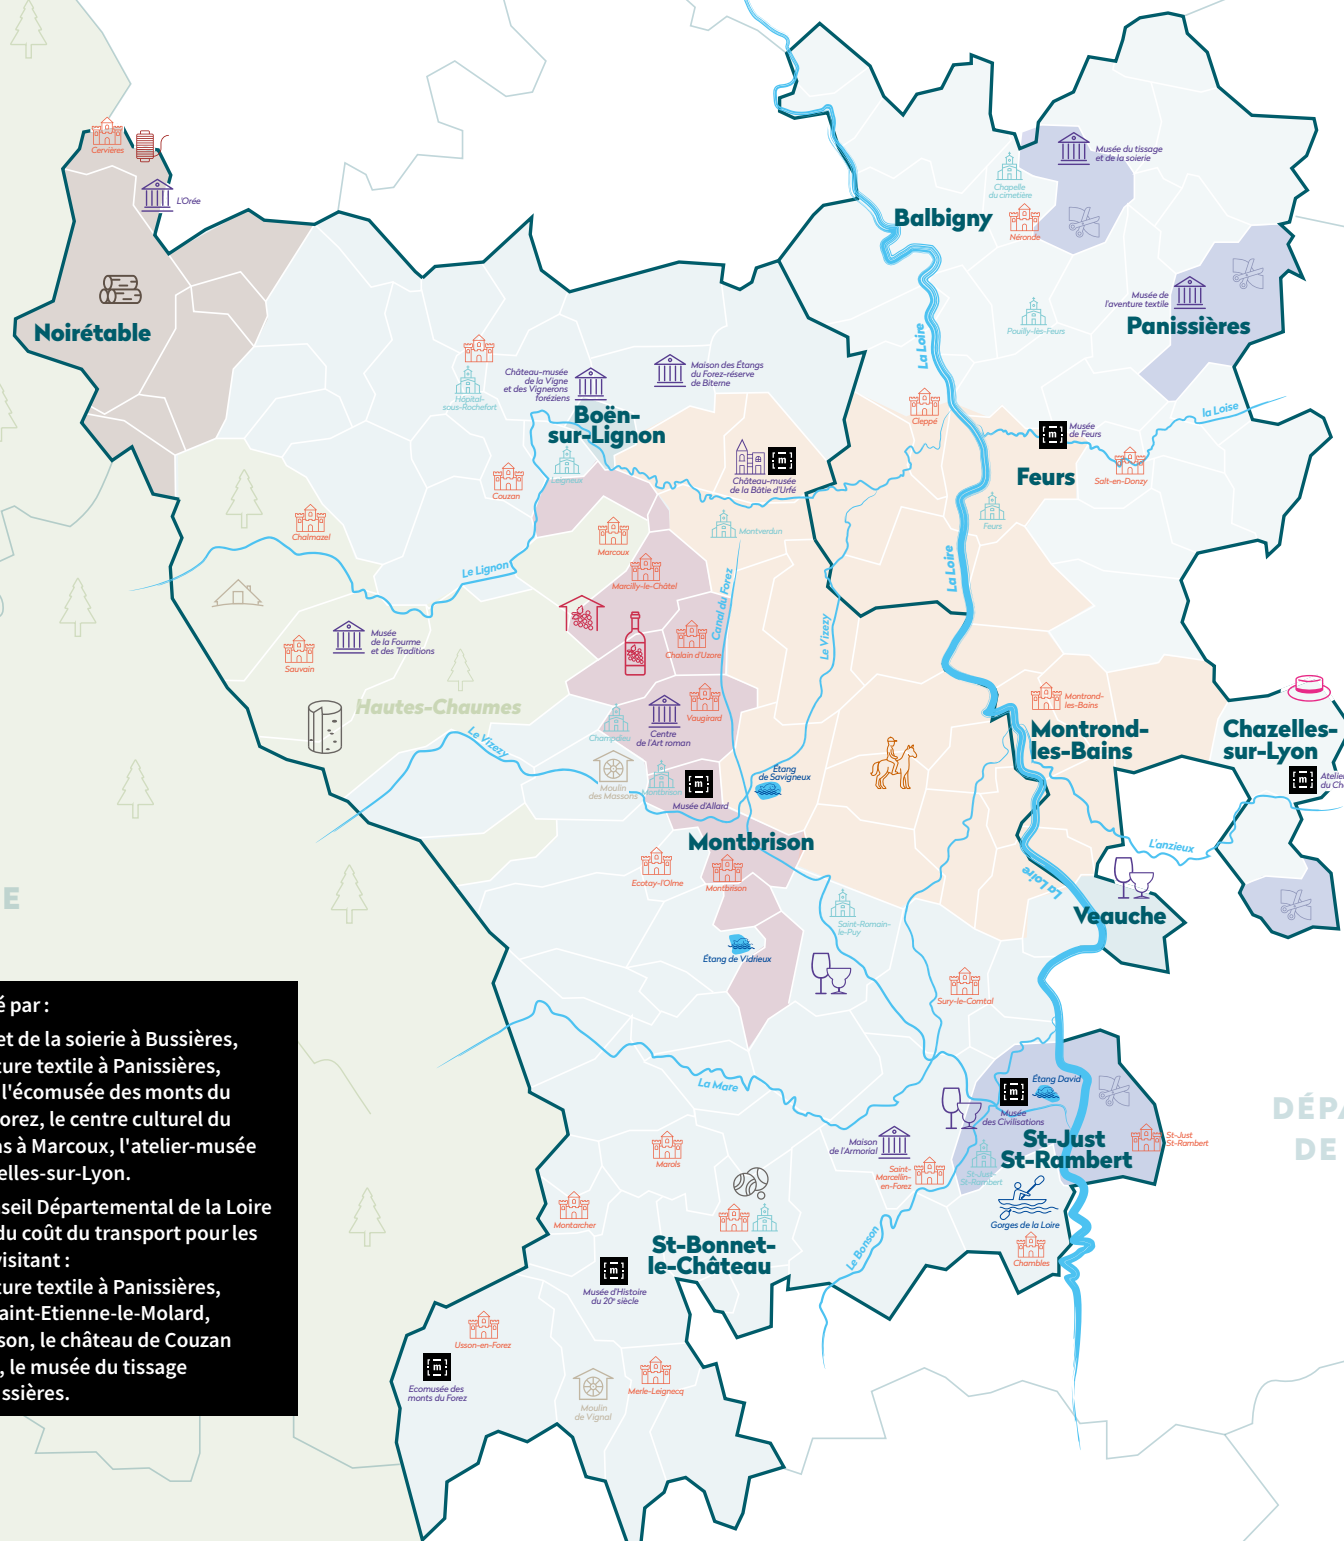 Cervières
L'Orée
Noirétable
Musée du tissage
et de la soierie
Chapelle
du cimetière
Balbigny
Néronde
Musée de
l'aventure textile
Pouilly-lès-Feurs
Panissières
La Loire
Château-musée
de la Vigne
et des Vignerons
foréziens
Maison des Étangs
du Forez-réserve
de Biterne
Hôpital-
sous-Rochefort
Boën-
sur-Lignon
Cleppé
la Loise
m
Musée
de Feurs
Feurs
Salt-en-Donzy
Leigneux
Couzan
m
Château-musée
de la Bâtie d'Urfé
Chalmazel
Marcoux
Montverdun
Feurs
Le Lignon
Marcilly-le-Châtel
Canal du Forez
Le Vizezy
La Loire
Musée
de la Fourme
et des Traditions
Sauvain
Chalain d'Uzore
Hautes-Chaumes
Vaugirard
Champdieu
Centre
de l'Art roman
Montrond-
les-Bains
Montrond-
les-Bains
Chazelles-
sur-Lyon
Le Vizezy
Moulin
des Massons
Montbrison
m
Musée d'Allard
Étang
de Savigneux
m
Atelier
du Ch
Montbrison
L'anzieux
Ecotay-l'Olme
Montbrison
La Loire
E
Veauche
Saint-Romain-
le-Puy
Étang de Vidrieux
Sury-le-Comtal
é par :
et de la soierie à Bussières,
ture textile à Panissières,
l'écomusée des monts du
orez, le centre culturel du
s à Marcoux, l'atelier-musée
elles-sur-Lyon.
seil Départemental de la Loire
du coût du transport pour les
visitant :
ture textile à Panissières,
aint-Etienne-le-Molard,
son, le château de Couzan
, le musée du tissage
ssières.
La Mare
m
Étang David
Musée
des Civilisations
DÉPA
DE
Maison
de l'Armorial
St-Just
St-Rambert
St-Just
St-Rambert
St-Just
St-Rambert
Marols
Saint-
Marcellin-
en-Forez
Montarcher
Gorges de la Loire
St-Bonnet-
le-Château
Le Bonson
Chambles
m
Musée d'Histoire
du 20e siècle
Usson-en-Forez
m
Ecomusée des
monts du Forez
Merle-Leignecq
Moulin
de Vignal